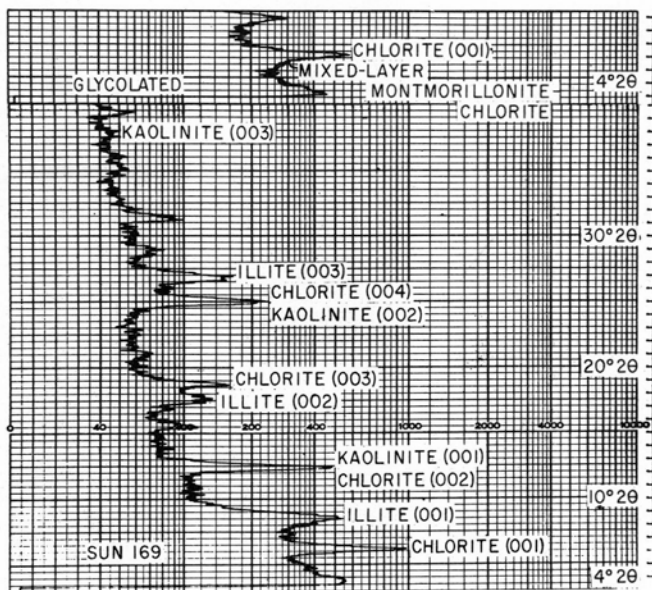 CHLORITE (001)
MIXED-LAYER
GLYCOLATED
MONTMORILLONITE-
4°2θ
CHLORITE
KAOLINITE (003)
30°2θ
ILLITE (003)
CHLORITE (004)
KAOLINITE (002)
20°2θ
CHLORITE (003)
ILLITE (002)
0 40 100 200 400 1000 2000 4000 10000
KAOLINITE (001)
CHLORITE (002)
10°2θ
ILLITE (001)
SUN 169
CHLORITE (001)
4°2θ